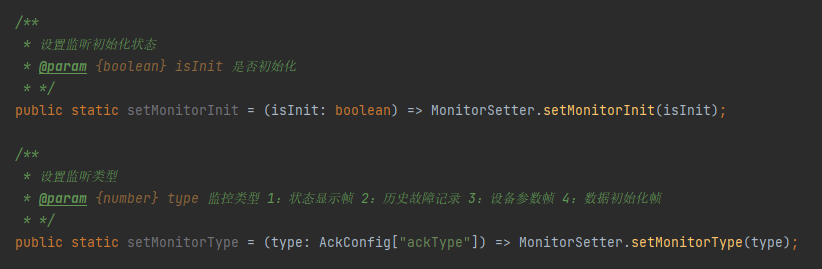 /**
 * 设置监听初始化状态
 * @param {boolean} isInit 是否初始化
 * */
public static setMonitorInit = (isInit: boolean) => MonitorSetter.setMonitorInit(isInit);
/**
 * 设置监听类型
 * @param {number} type 监控类型 1：状态显示帧 2：历史故障记录 3：设备参数帧 4：数据初始化帧
 * */
public static setMonitorType = (type: AckConfig["ackType"]) => MonitorSetter.setMonitorType(type);